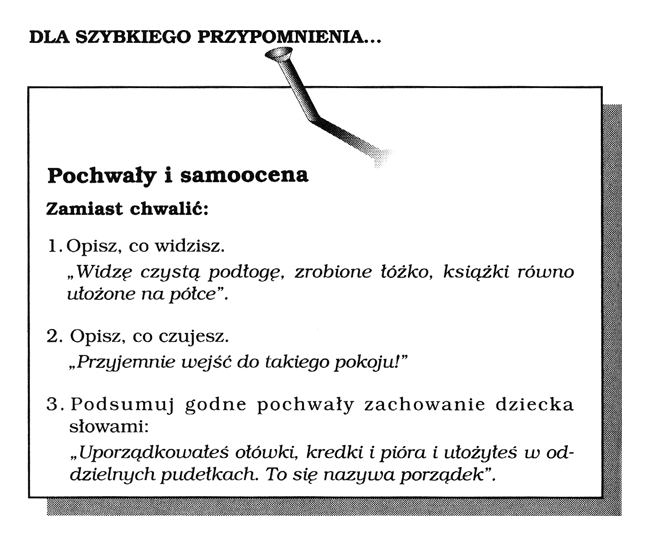 DLA SZYBKIEGO PRZYPOMNIENIA...
Pochwały i samoocena
Zamiast chwalić:
1. Opisz, co widzisz.
„Widzę czystą podłogę, zrobione łóżko, książki równo
ułożone na półce”.
2. Opisz, co czujesz.
„Przyjemnie wejść do takiego pokoju!”
3. Podsumuj godne pochwały zachowanie dziecka
słowami:
„Uporządkowałeś ołówki, kredki i pióra i ułożyłeś w od-
dzielnych pudełkach. To się nazywa porządek”.